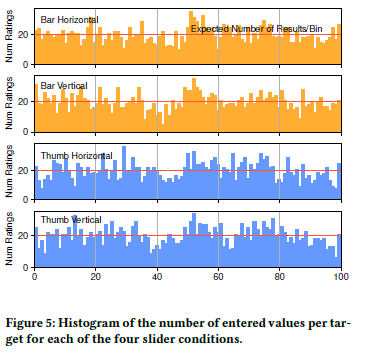 Bar Horizontal
Expected Number of Results/Bin
Num Ratings
20
0
Bar Vertical
Num Ratings
20
0
Thumb Horizontal
Num Ratings
20
0
Thumb Vertical
Num Ratings
20
0
0 20 40 60 80 100
Figure 5: Histogram of the number of entered values per tar-
get for each of the four slider conditions.